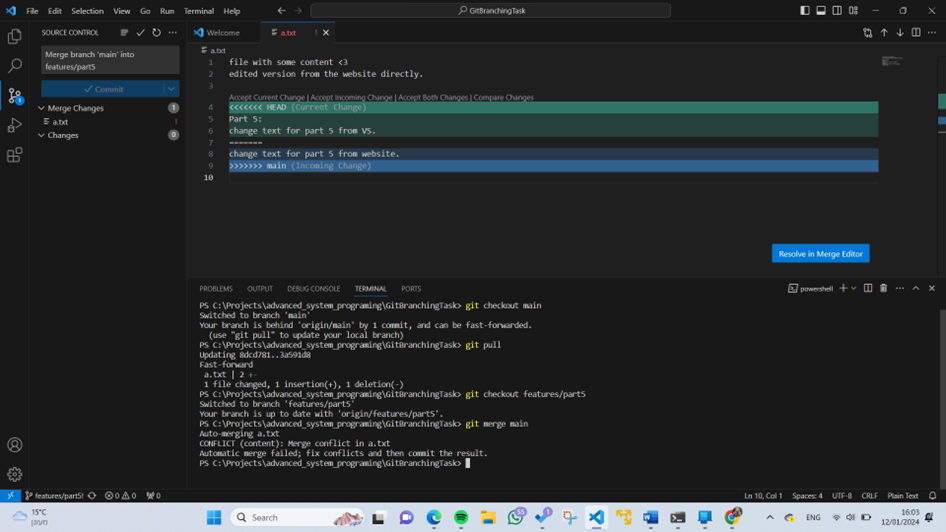 File Edit Selection View Go Run Terminal Help
GitBranchingTask
SOURCE CONTROL
Merge branch 'main' into
features/part5
Commit
Merge Changes 1
a.txt !
Changes 0
Welcome
a.txt !
a.txt
1 file with some content <3
2 edited version from the website directly.
3
Accept Current Change | Accept Incoming Change | Accept Both Changes | Compare Changes
4 <<<<<<< HEAD (Current Change)
5 Part 5:
6 change text for part 5 from VS.
7 =======
8 change text for part 5 from website.
9 >>>>>>> main (Incoming Change)
10
Resolve in Merge Editor
PROBLEMS OUTPUT DEBUG CONSOLE TERMINAL PORTS
powershell
PS C:\Projects\advanced_system_programing\GitBranchingTask> git checkout main
Switched to branch 'main'
Your branch is behind 'origin/main' by 1 commit, and can be fast-forwarded.
(use "git pull" to update your local branch)
PS C:\Projects\advanced_system_programing\GitBranchingTask> git pull
Updating 8dcd781..3a591d8
Fast-forward
a.txt | 2 +-
1 file changed, 1 insertion(+), 1 deletion(-)
PS C:\Projects\advanced_system_programing\GitBranchingTask> git checkout features/part5
Switched to branch 'features/part5'
Your branch is up to date with 'origin/features/part5'.
PS C:\Projects\advanced_system_programing\GitBranchingTask> git merge main
Auto-merging a.txt
CONFLICT (content): Merge conflict in a.txt
Automatic merge failed; fix conflicts and then commit the result.
PS C:\Projects\advanced_system_programing\GitBranchingTask>
features/part5! 0 0 0
Ln 10, Col 1 Spaces: 4 UTF-8 CRLF Plain Text
15°C
מעונן
Search
55
1
ENG
16:03
12/01/2024